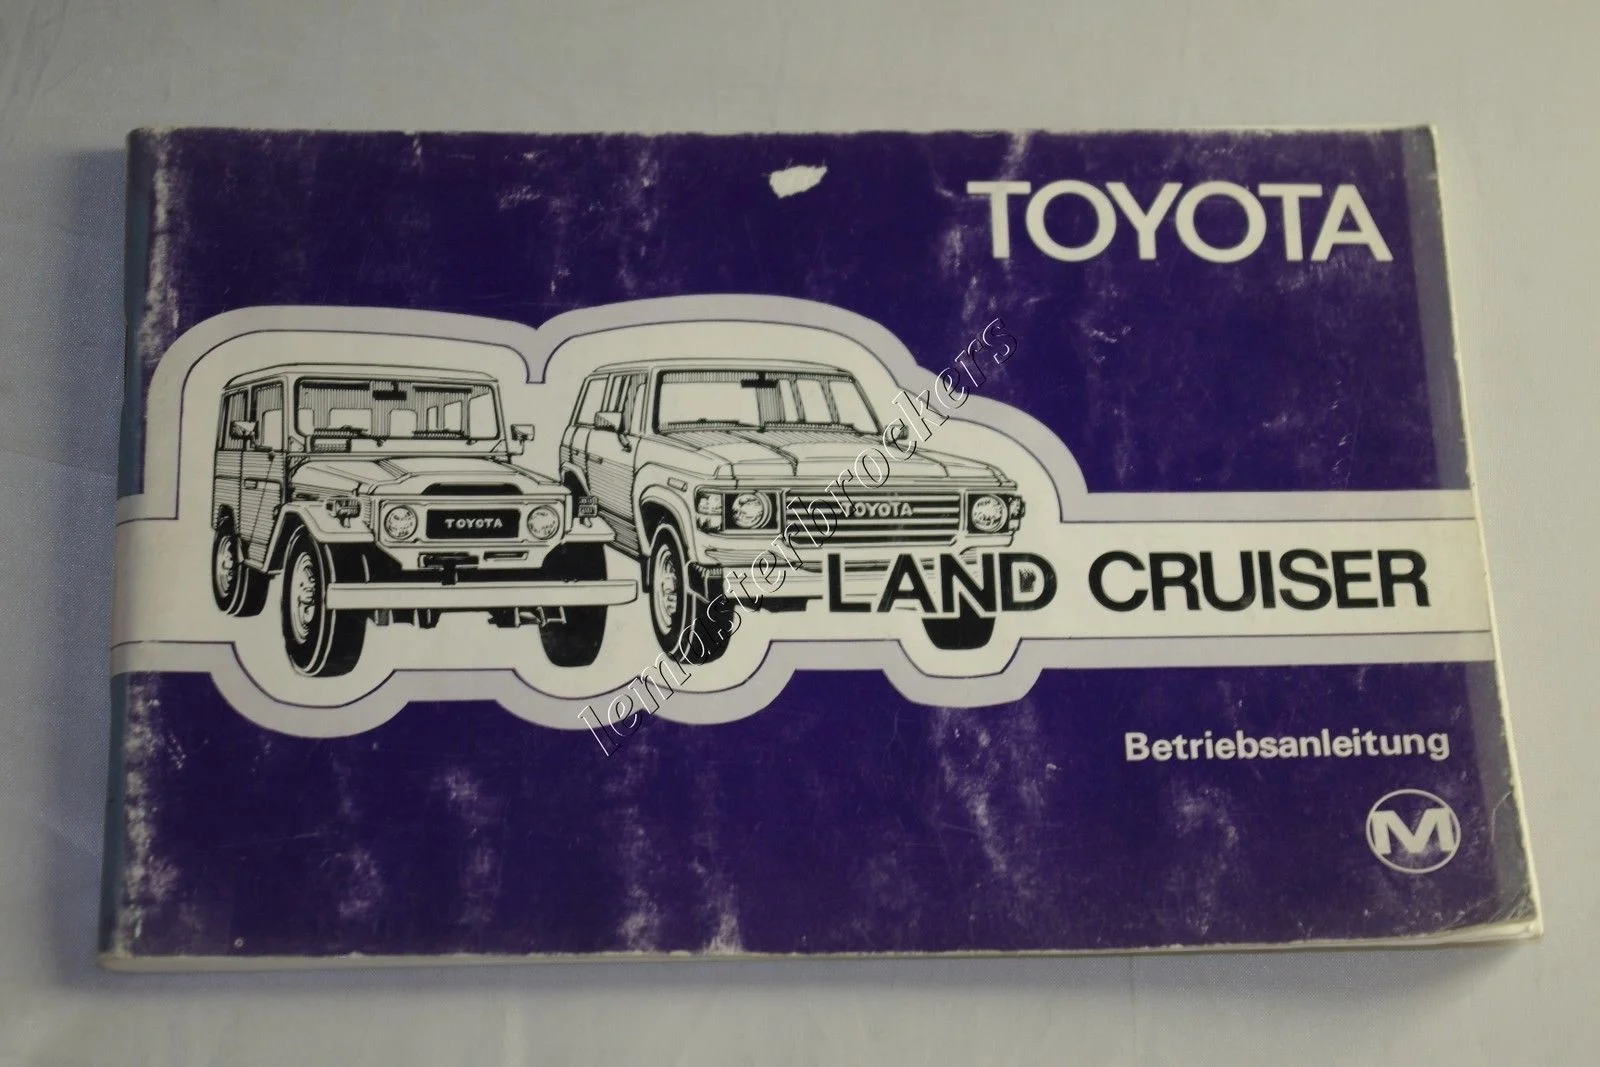 TOYOTA
TOYOTA
TOYOTA
LAND CRUISER
Betriebsanleitung
M
lemasterbrockers